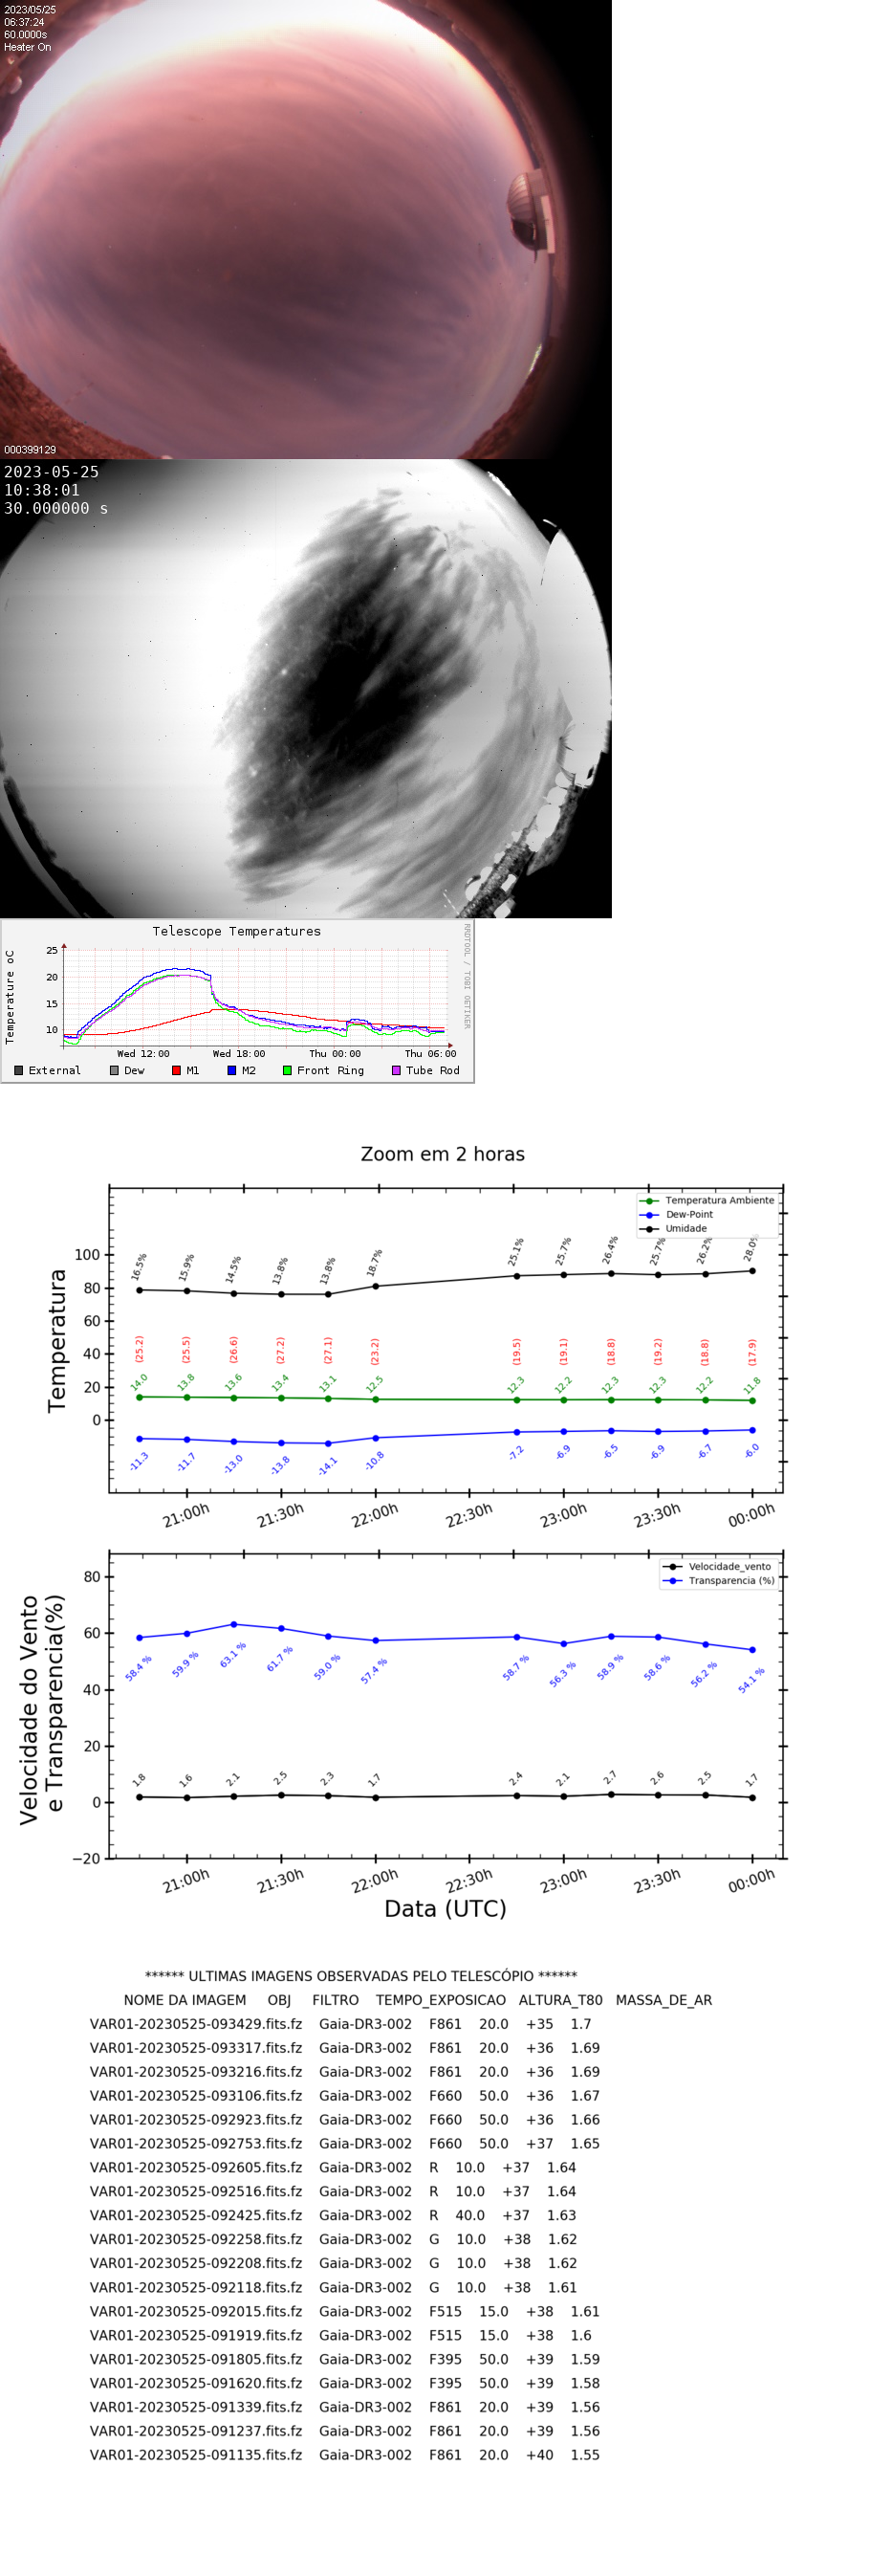 2023/05/25
06:37:24
60.0000s
Heater On
000399129
2023-05-25
10:38:01
30.000000 s
Telescope Temperatures
RRDTOOL / TOBI OETIKER
Temperature oC
25
20
15
10
Wed 12:00 Wed 18:00 Thu 00:00 Thu 06:00
External Dew M1 M2 Front Ring Tube Rod
Zoom em 2 horas
Temperatura Ambiente
Dew-Point
Umidade
Temperatura
100
80
60
40
20
0
16.5% 15.9% 14.5% 13.8% 13.8% 18.7% 25.1% 25.7% 26.4% 25.7% 26.2% 28.0%
(25.2) (25.5) (26.6) (27.2) (27.1) (23.2) (19.5) (19.1) (18.8) (19.2) (18.8) (17.9)
14.0 13.8 13.6 13.4 13.1 12.5 12.3 12.2 12.3 12.3 12.2 11.8
-11.3 -11.7 -13.0 -13.8 -14.1 -10.8 -7.2 -6.9 -6.5 -6.9 -6.7 -6.0
21:00h 21:30h 22:00h 22:30h 23:00h 23:30h 00:00h
Velocidade_vento
Transparencia (%)
Velocidade do Vento
e Transparencia(%)
80
60
40
20
0
−20
58.4 % 59.9 % 63.1 % 61.7 % 59.0 % 57.4 % 58.7 % 56.3 % 58.9 % 58.6 % 56.2 % 54.1 %
1.8 1.6 2.1 2.5 2.3 1.7 2.4 2.1 2.7 2.6 2.5 1.7
21:00h 21:30h 22:00h 22:30h 23:00h 23:30h 00:00h
Data (UTC)
****** ULTIMAS IMAGENS OBSERVADAS PELO TELESCÓPIO ******
NOME DA IMAGEM OBJ FILTRO TEMPO_EXPOSICAO ALTURA_T80 MASSA_DE_AR
VAR01-20230525-093429.fits.fz Gaia-DR3-002 F861 20.0 +35 1.7
VAR01-20230525-093317.fits.fz Gaia-DR3-002 F861 20.0 +36 1.69
VAR01-20230525-093216.fits.fz Gaia-DR3-002 F861 20.0 +36 1.69
VAR01-20230525-093106.fits.fz Gaia-DR3-002 F660 50.0 +36 1.67
VAR01-20230525-092923.fits.fz Gaia-DR3-002 F660 50.0 +36 1.66
VAR01-20230525-092753.fits.fz Gaia-DR3-002 F660 50.0 +37 1.65
VAR01-20230525-092605.fits.fz Gaia-DR3-002 R 10.0 +37 1.64
VAR01-20230525-092516.fits.fz Gaia-DR3-002 R 10.0 +37 1.64
VAR01-20230525-092425.fits.fz Gaia-DR3-002 R 40.0 +37 1.63
VAR01-20230525-092258.fits.fz Gaia-DR3-002 G 10.0 +38 1.62
VAR01-20230525-092208.fits.fz Gaia-DR3-002 G 10.0 +38 1.62
VAR01-20230525-092118.fits.fz Gaia-DR3-002 G 10.0 +38 1.61
VAR01-20230525-092015.fits.fz Gaia-DR3-002 F515 15.0 +38 1.61
VAR01-20230525-091919.fits.fz Gaia-DR3-002 F515 15.0 +38 1.6
VAR01-20230525-091805.fits.fz Gaia-DR3-002 F395 50.0 +39 1.59
VAR01-20230525-091620.fits.fz Gaia-DR3-002 F395 50.0 +39 1.58
VAR01-20230525-091339.fits.fz Gaia-DR3-002 F861 20.0 +39 1.56
VAR01-20230525-091237.fits.fz Gaia-DR3-002 F861 20.0 +39 1.56
VAR01-20230525-091135.fits.fz Gaia-DR3-002 F861 20.0 +40 1.55